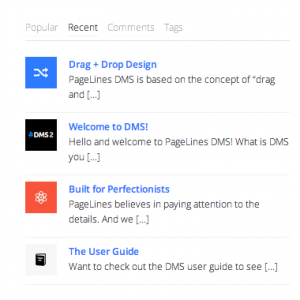 Popular Recent Comments Tags
Drag + Drop Design
PageLines DMS is based on the concept of “drag
and [...]
DMS2
Welcome to DMS!
Hello and welcome to PageLines DMS! What is DMS
you [...]
Built for Perfectionists
PageLines believes in paying attention to the
details. And we [...]
The User Guide
Want to check out the DMS user guide to see [...]